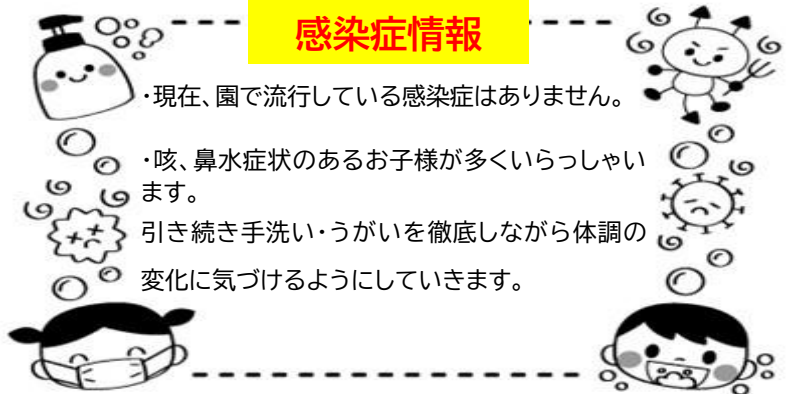 感染症情報
・現在、園で流行している感染症はありません。
・咳、鼻水症状のあるお子様が多くいらっしゃい
ます。
引き続き手洗い・うがいを徹底しながら体調の
変化に気づけるようにしていきます。